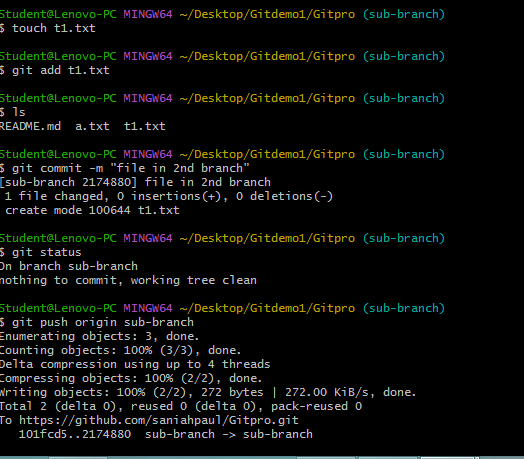 Student@Lenovo-PC MINGW64 ~/Desktop/Gitdemo1/Gitpro (sub-branch)
$ touch t1.txt
Student@Lenovo-PC MINGW64 ~/Desktop/Gitdemo1/Gitpro (sub-branch)
$ git add t1.txt
Student@Lenovo-PC MINGW64 ~/Desktop/Gitdemo1/Gitpro (sub-branch)
$ ls
README.md  a.txt  t1.txt
Student@Lenovo-PC MINGW64 ~/Desktop/Gitdemo1/Gitpro (sub-branch)
$ git commit -m "file in 2nd branch"
[sub-branch 2174880] file in 2nd branch
 1 file changed, 0 insertions(+), 0 deletions(-)
 create mode 100644 t1.txt
Student@Lenovo-PC MINGW64 ~/Desktop/Gitdemo1/Gitpro (sub-branch)
$ git status
On branch sub-branch
nothing to commit, working tree clean
Student@Lenovo-PC MINGW64 ~/Desktop/Gitdemo1/Gitpro (sub-branch)
$ git push origin sub-branch
Enumerating objects: 3, done.
Counting objects: 100% (3/3), done.
Delta compression using up to 4 threads
Compressing objects: 100% (2/2), done.
Writing objects: 100% (2/2), 272 bytes | 272.00 KiB/s, done.
Total 2 (delta 0), reused 0 (delta 0), pack-reused 0
To https://github.com/saniahpaul/Gitpro.git
   101fcd5..2174880  sub-branch -> sub-branch